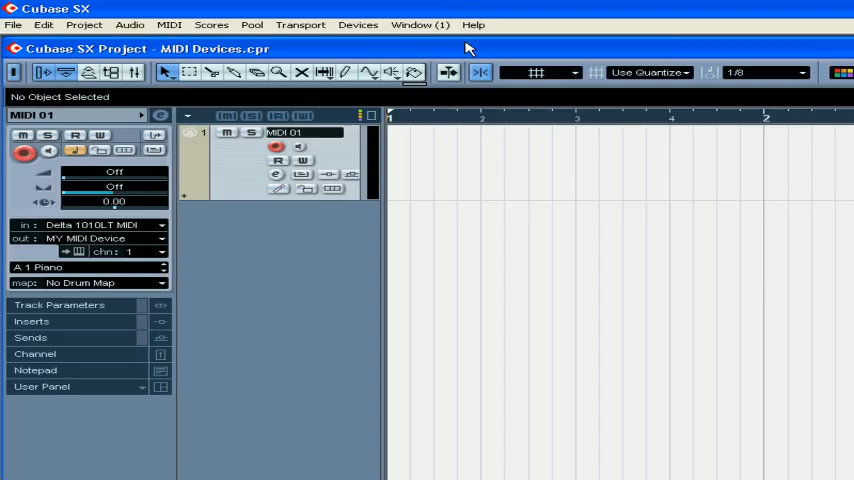 Cubase SX
File Edit Project Audio MIDI Scores Pool Transport Devices Window (1) Help
Cubase SX Project - MIDI Devices.cpr
Use Quantize 1/8
No Object Selected
MIDI 01
M S R W
Off
Off
0.00
in: Delta 1010LT MIDI
out: MY MIDI Device
chn: 1
A 1 Piano
map: No Drum Map
Track Parameters
Inserts
Sends
Channel
Notepad
User Panel
[M] [S] [R] [W]
1 M S MIDI 01
R W
1 2 3 4 2